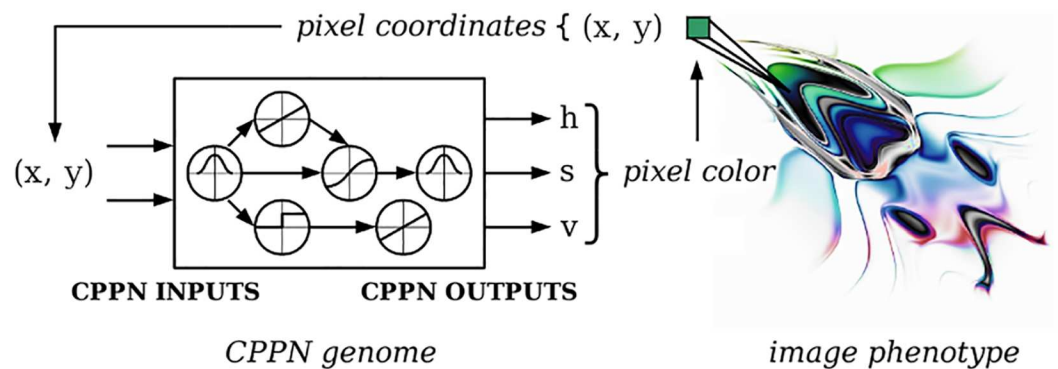 pixel coordinates { (x, y)
(x, y)
h
s
v
pixel color
CPPN INPUTS
CPPN OUTPUTS
CPPN genome
image phenotype